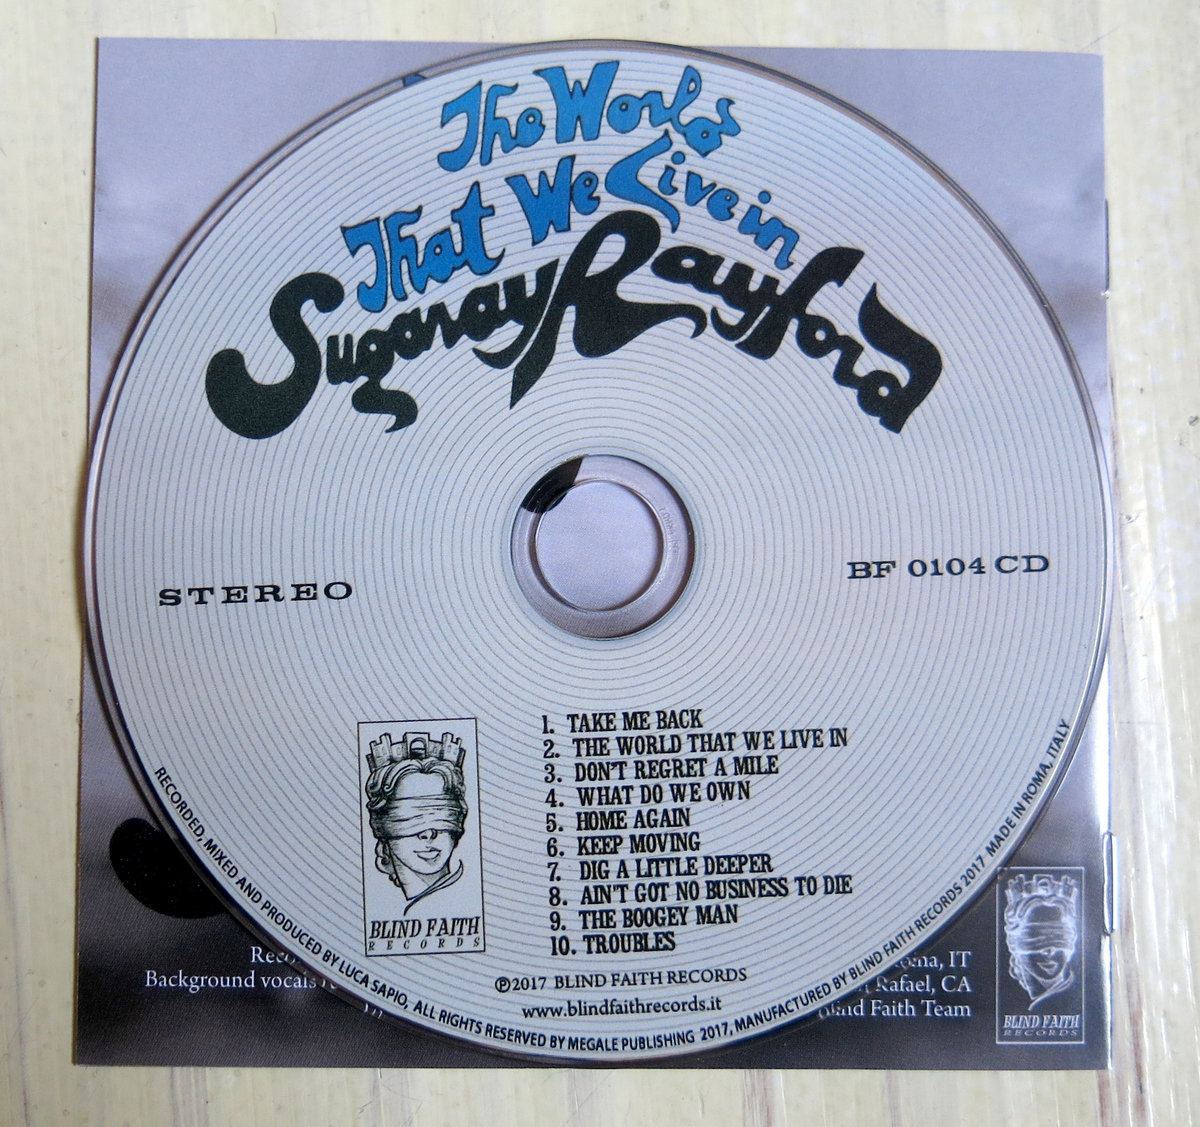 The World
That We Live in
Sugaray Rayford
STEREO
BF 0104 CD
1. TAKE ME BACK
2. THE WORLD THAT WE LIVE IN
3. DON'T REGRET A MILE
4. WHAT DO WE OWN
5. HOME AGAIN
6. KEEP MOVING
7. DIG A LITTLE DEEPER
8. AIN'T GOT NO BUSINESS TO DIE
9. THE BOOGEY MAN
10. TROUBLES
BLIND FAITH
RECORDS
℗2017 BLIND FAITH RECORDS
www.blindfaithrecords.it
RECORDED, MIXED AND PRODUCED BY LUCA SAPIO, ALL RIGHTS RESERVED BY MEGALE PUBLISHING 2017, MANUFACTURED BY BLIND FAITH RECORDS 2017 MADE IN ROMA, ITALY
Background vocals
IT
Rafael, CA
Faith Team
BLIND FAITH
RECORDS